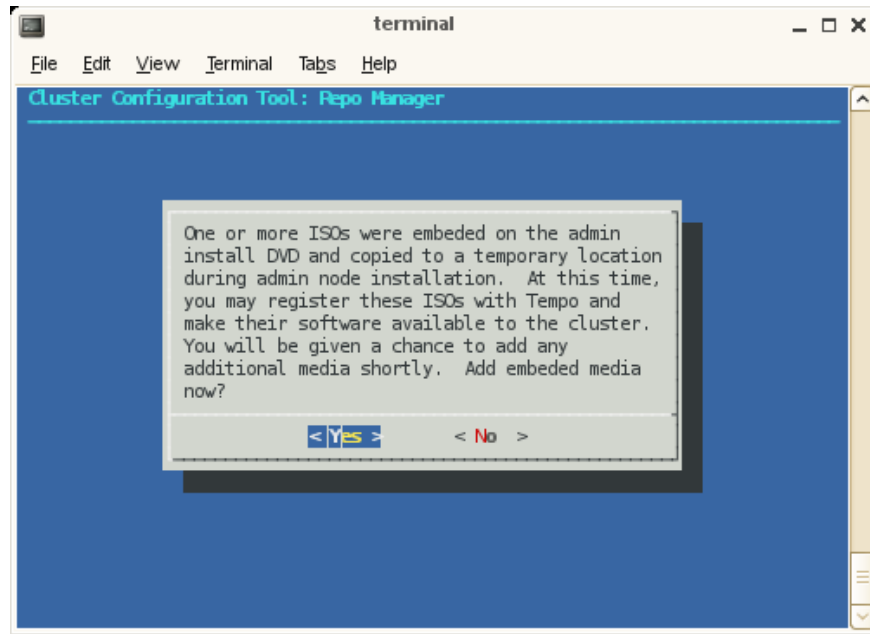 terminal
File Edit View Terminal Tabs Help
Cluster Configuration Tool: Repo Manager
One or more ISOs were embeded on the admin
install DVD and copied to a temporary location
during admin node installation.  At this time,
you may register these ISOs with Tempo and
make their software available to the cluster.
You will be given a chance to add any
additional media shortly.  Add embeded media
now?
< Yes > < No >